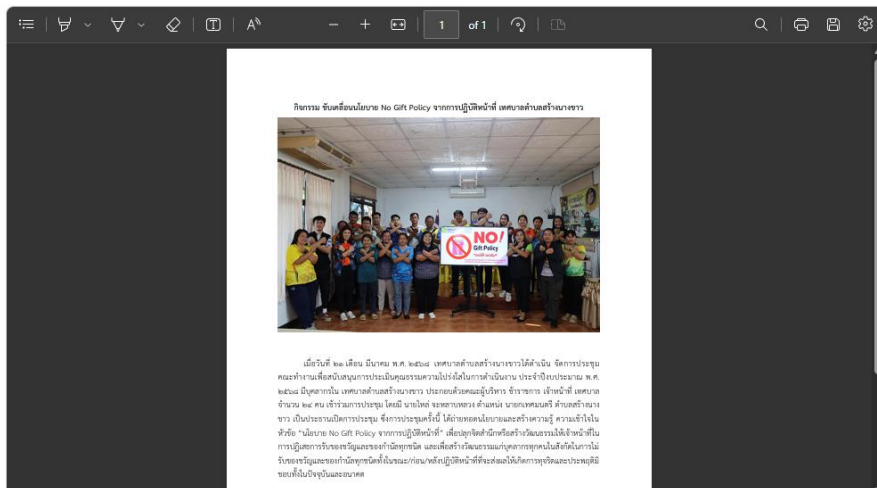 1 of 1
กิจกรรม ขับเคลื่อนนโยบาย No Gift Policy จากการปฏิบัติหน้าที่ เทศบาลตำบลสร้างนางขาว
NO!
Gift Policy
เมื่อวันที่ ๒๑ เดือน มีนาคม พ.ศ. ๒๕๖๘ เทศบาลตำบลสร้างนางขาวได้ดำเนิน จัดการประชุม
คณะทำงานเพื่อสนับสนุนการประเมินคุณธรรมความโปร่งใสในการดำเนินงาน ประจำปีงบประมาณ พ.ศ.
๒๕๖๘ มีบุคลากรใน เทศบาลตำบลสร้างนางขาว ประกอบด้วยคณะผู้บริหาร ข้าราชการ เจ้าหน้าที่ เทศบาล
จำนวน ๒๙ คน เข้าร่วมการประชุม โดยมี นายไหล่ จะหลาบหลวง ตำแหน่ง นายกเทศมนตรี ตำบลสร้างนาง
ขาว เป็นประธานเปิดการประชุม ซึ่งการประชุมครั้งนี้ ได้ถ่ายทอดนโยบายและสร้างความรู้ ความเข้าใจใน
หัวข้อ “นโยบาย No Gift Policy จากการปฏิบัติหน้าที่” เพื่อปลูกจิตสำนึกหรือสร้างวัฒนธรรมให้เจ้าหน้าที่ใน
การปฏิเสธการรับของขวัญและของกำนัลทุกชนิด และเพื่อสร้างวัฒนธรรมแก่บุคลากรทุกคนในสังกัดในการไม่
รับของขวัญและของกำนัลทุกชนิดทั้งในขณะ/ก่อน/หลังปฏิบัติหน้าที่ที่จะส่งผลให้เกิดการทุจริตและประพฤติมิ
ชอบทั้งในปัจจุบันและอนาคต